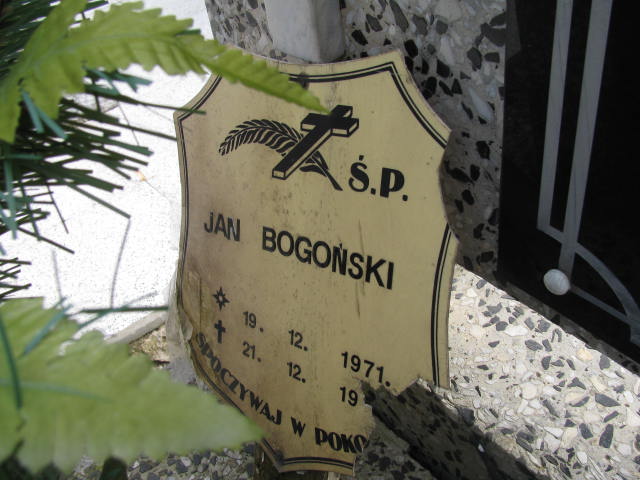 Ś.P.
JAN BOGOŃSKI
19. 12. 1971.
21. 12. 19
SPOCZYWAJ W POKO